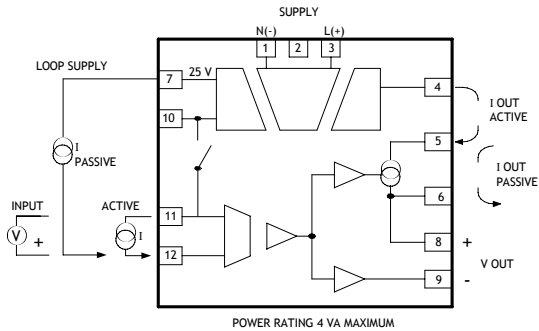 SUPPLY
N(-) L(+)
1 2 3
LOOP SUPPLY
7 25 V
4
10
I OUT
ACTIVE
5
I
PASSIVE
I OUT
PASSIVE
6
INPUT
ACTIVE
11
V
+
I
12
8 +
V OUT
9 -
POWER RATING 4 VA MAXIMUM